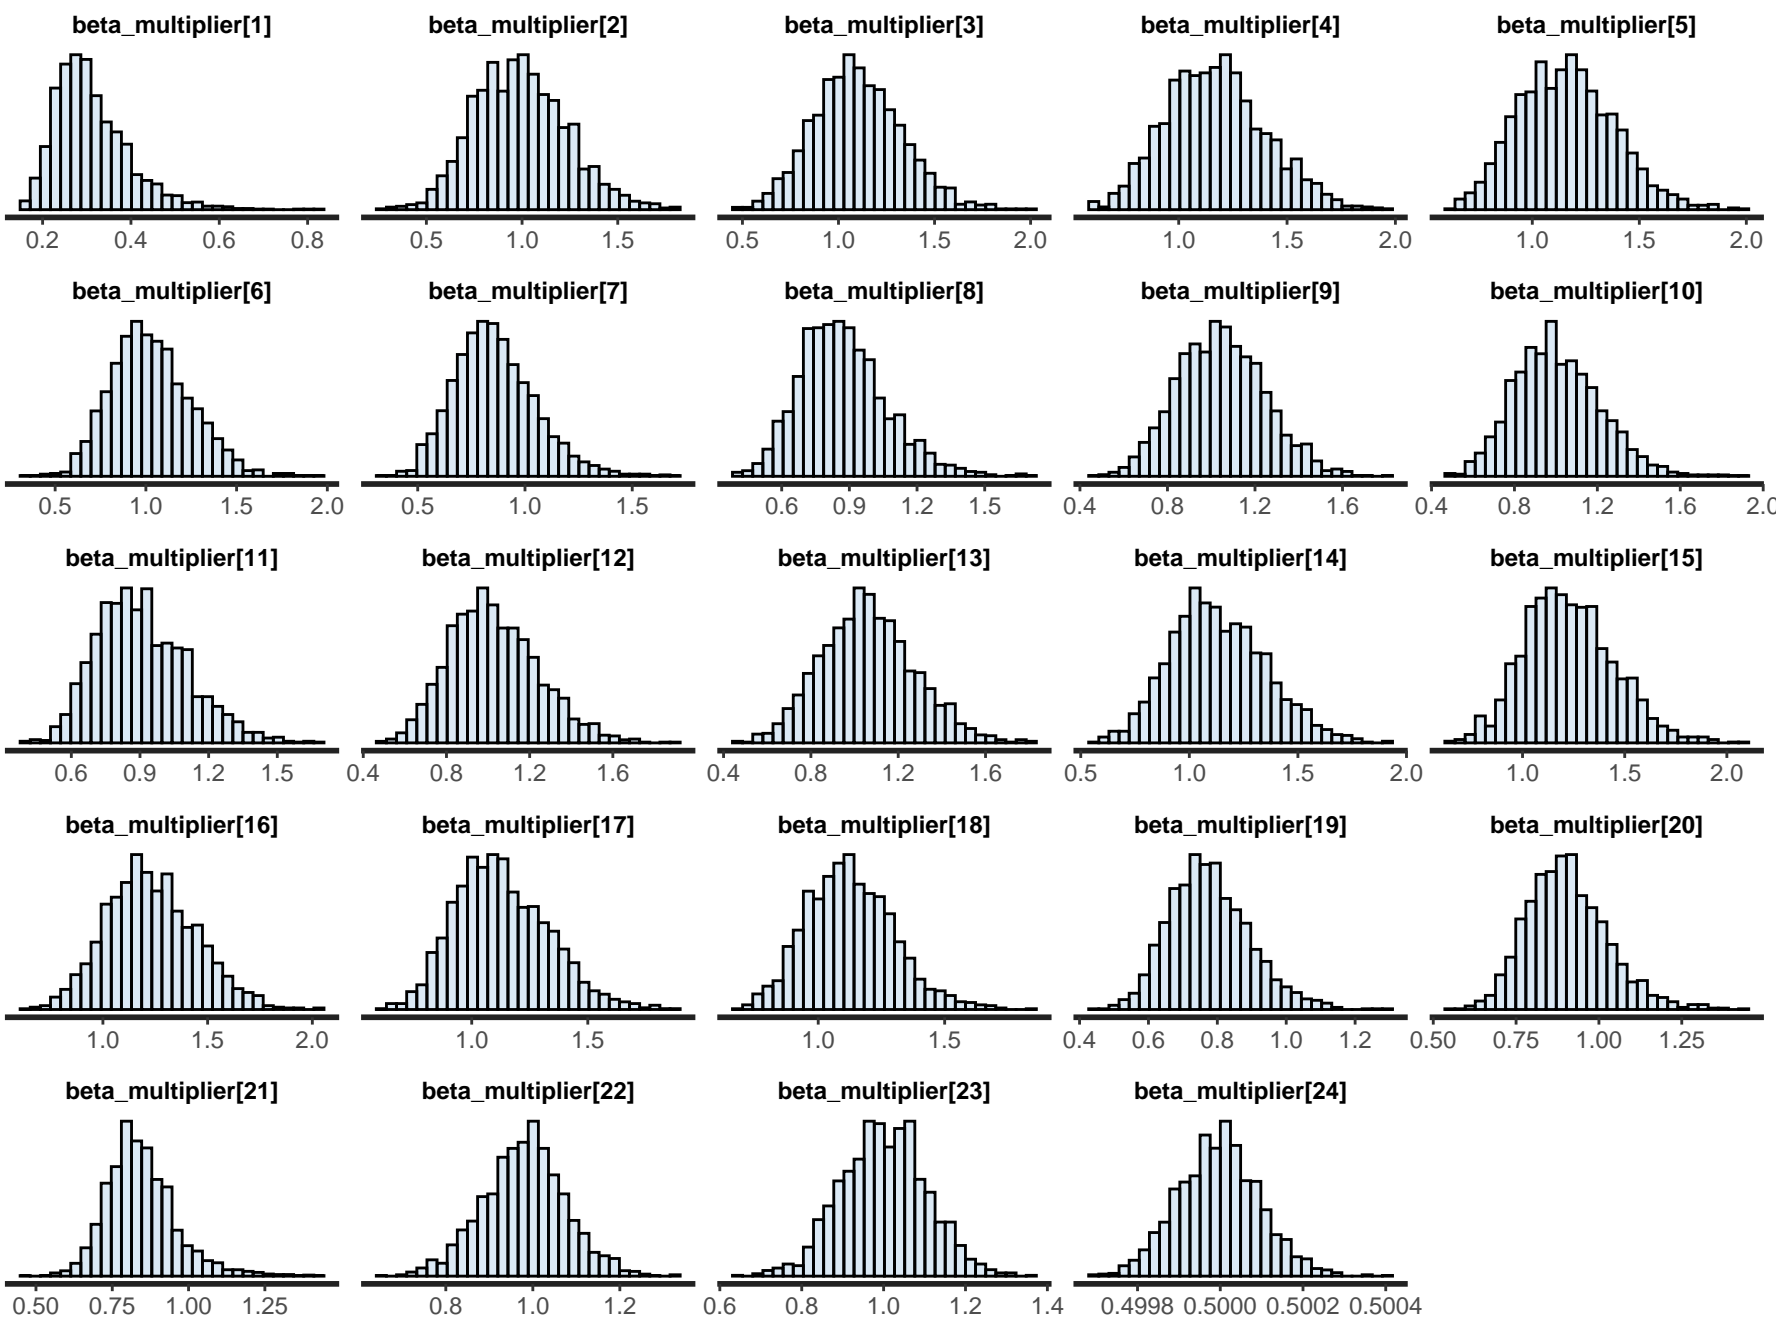 beta_multiplier[1] beta_multiplier[2] beta_multiplier[3] beta_multiplier[4] beta_multiplier[5]
0.2 0.4 0.6 0.8 0.5 1.0 1.5 0.5 1.0 1.5 2.0 1.0 1.5 2.0 1.0 1.5 2.0
beta_multiplier[6] beta_multiplier[7] beta_multiplier[8] beta_multiplier[9] beta_multiplier[10]
0.5 1.0 1.5 2.0 0.5 1.0 1.5 0.6 0.9 1.2 1.5 0.4 0.8 1.2 1.6 0.4 0.8 1.2 1.6 2.0
beta_multiplier[11] beta_multiplier[12] beta_multiplier[13] beta_multiplier[14] beta_multiplier[15]
0.6 0.9 1.2 1.5 0.4 0.8 1.2 1.6 0.4 0.8 1.2 1.6 0.5 1.0 1.5 2.0 1.0 1.5 2.0
beta_multiplier[16] beta_multiplier[17] beta_multiplier[18] beta_multiplier[19] beta_multiplier[20]
1.0 1.5 2.0 1.0 1.5 1.0 1.5 0.4 0.6 0.8 1.0 1.2 0.50 0.75 1.00 1.25
beta_multiplier[21] beta_multiplier[22] beta_multiplier[23] beta_multiplier[24]
0.50 0.75 1.00 1.25 0.8 1.0 1.2 0.6 0.8 1.0 1.2 1.4 0.4998 0.5000 0.5002 0.5004